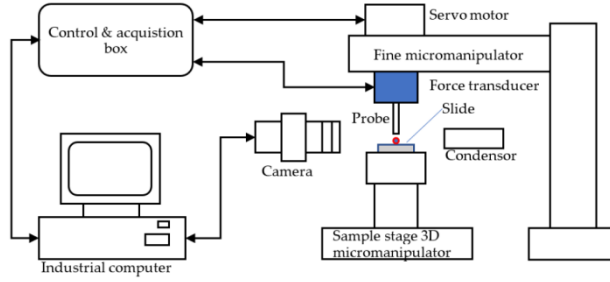 Servo motor
Control & acquistion
box
Fine micromanipulator
Force transducer
Probe
Slide
Camera
Condensor
Sample stage 3D
micromanipulator
Industrial computer